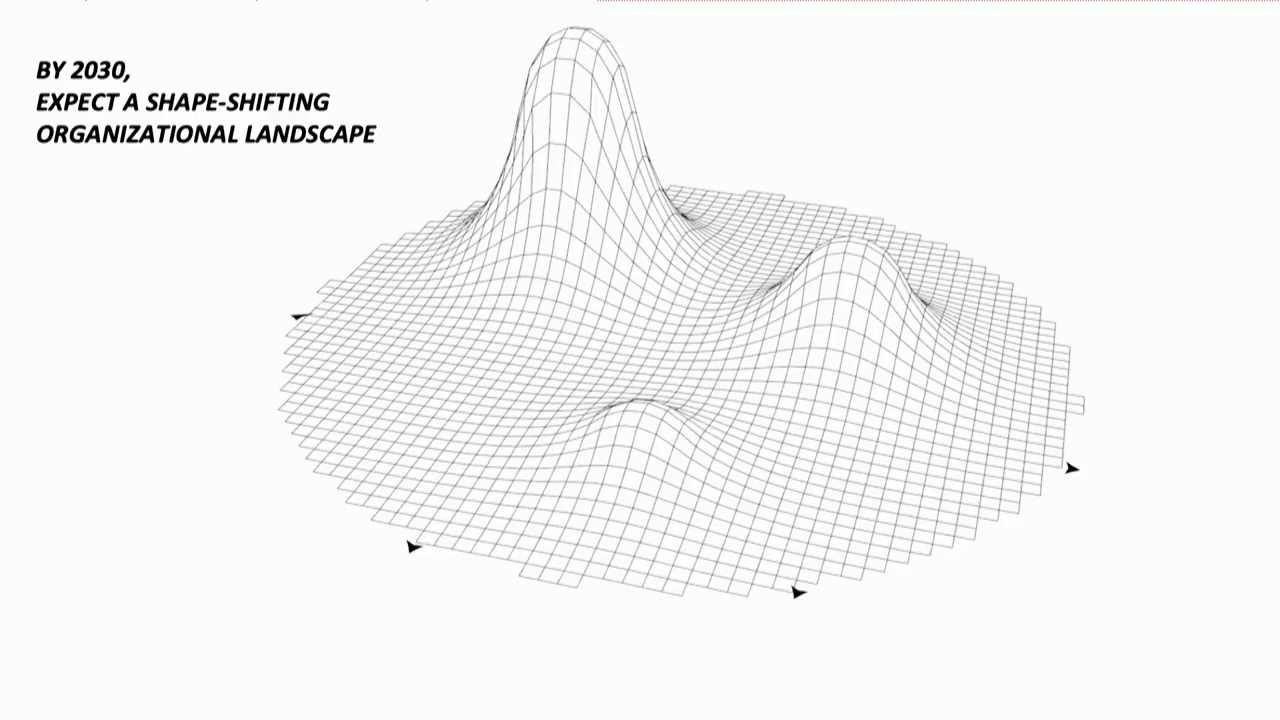 BY 2030,
EXPECT A SHAPE-SHIFTING
ORGANIZATIONAL LANDSCAPE